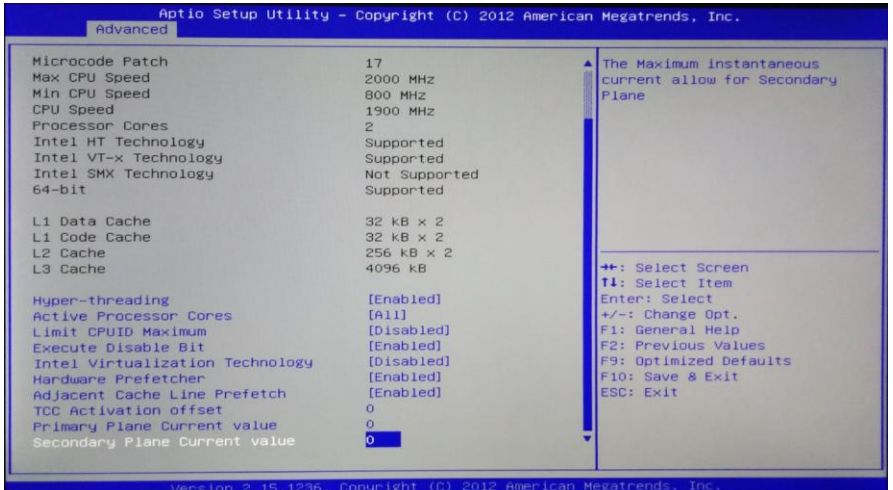 Aptio Setup Utility – Copyright (C) 2012 American Megatrends, Inc.
Advanced
Microcode Patch 17
Max CPU Speed 2000 MHz
Min CPU Speed 800 MHz
CPU Speed 1900 MHz
Processor Cores 2
Intel HT Technology Supported
Intel VT-x Technology Supported
Intel SMX Technology Not Supported
64-bit Supported
L1 Data Cache 32 kB x 2
L1 Code Cache 32 kB x 2
L2 Cache 256 kB x 2
L3 Cache 4096 kB
Hyper-threading [Enabled]
Active Processor Cores [All]
Limit CPUID Maximum [Disabled]
Execute Disable Bit [Enabled]
Intel Virtualization Technology [Disabled]
Hardware Prefetcher [Enabled]
Adjacent Cache Line Prefetch [Enabled]
TCC Activation offset 0
Primary Plane Current value 0
Secondary Plane Current value 0
The Maximum instantaneous
current allow for Secondary
Plane
→←: Select Screen
↑↓: Select Item
Enter: Select
+/-: Change Opt.
F1: General Help
F2: Previous Values
F9: Optimized Defaults
F10: Save & Exit
ESC: Exit
Version 2.15.1236. Copyright (C) 2012 American Megatrends, Inc.